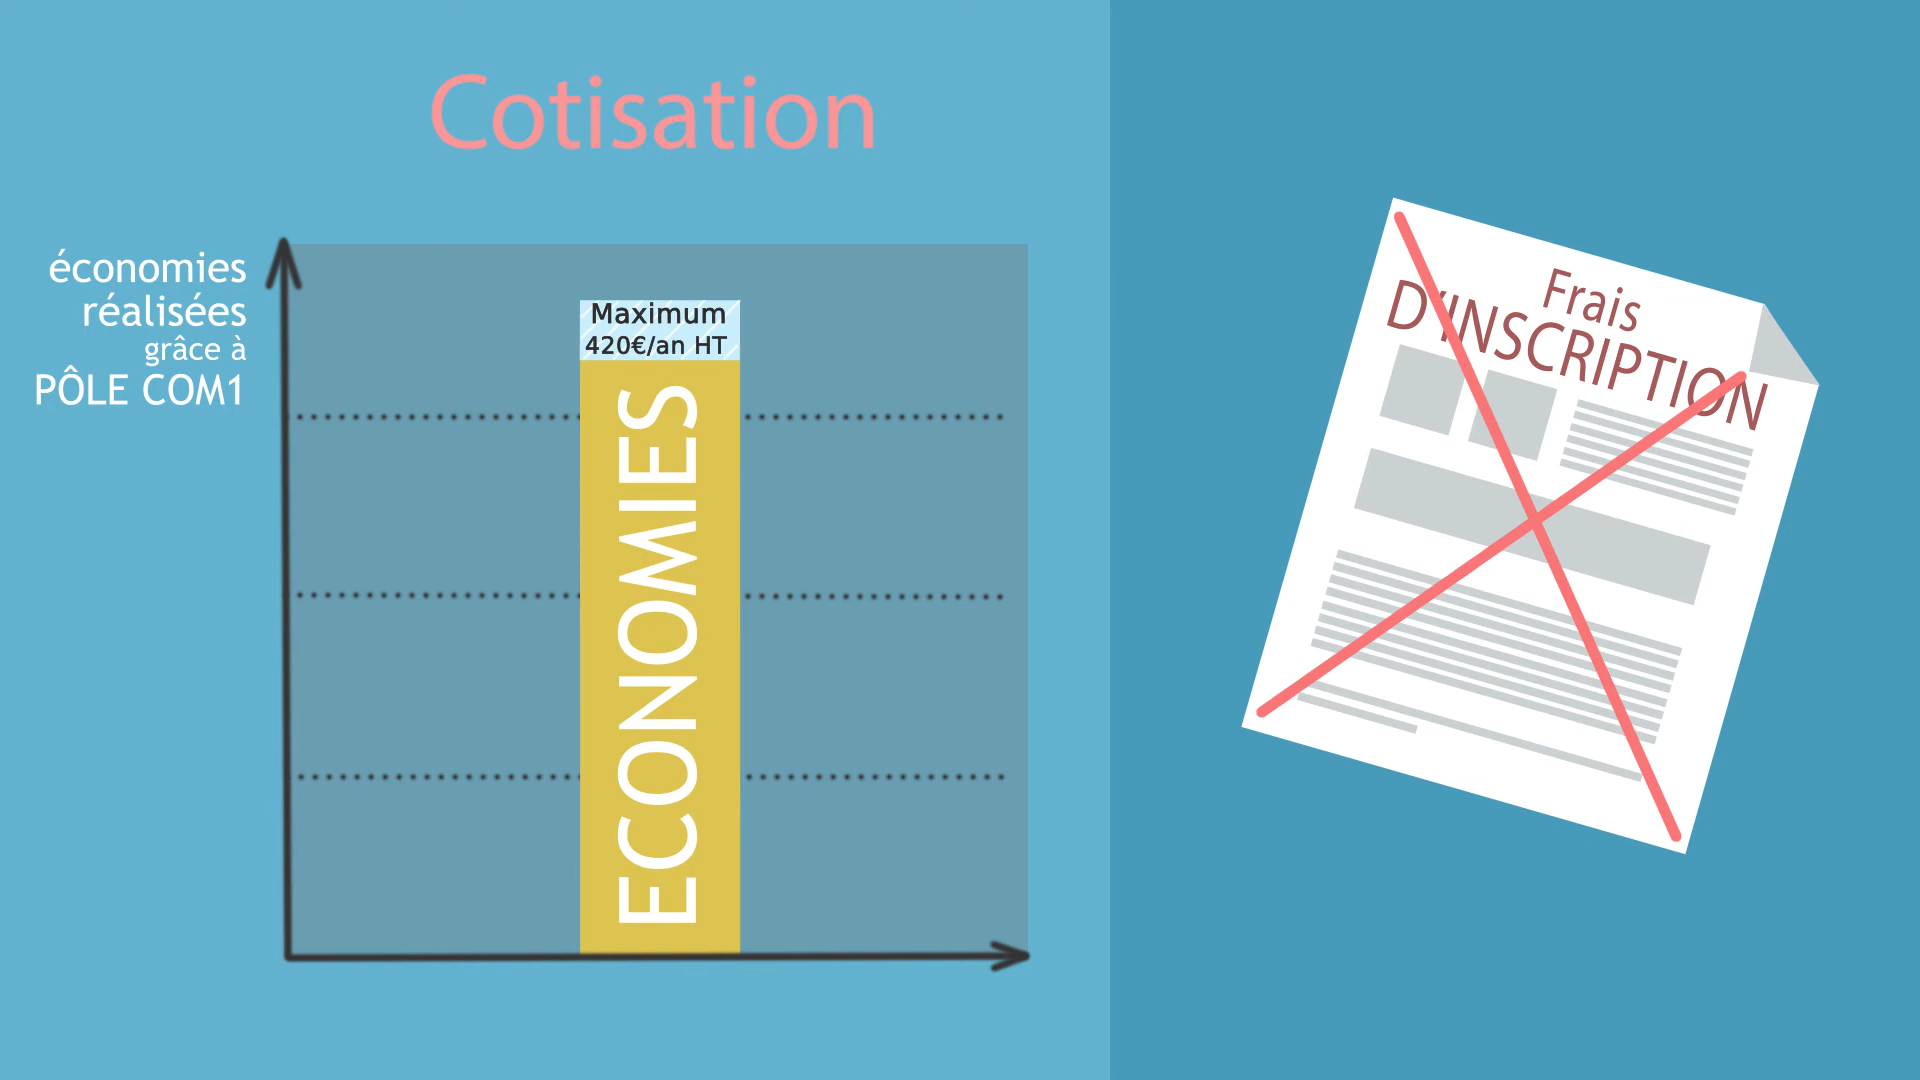 Cotisation
économies
réalisées
grâce à
PÔLE COM1
Maximum
420€/an HT
ECONOMIES
Frais
D'INSCRIPTION